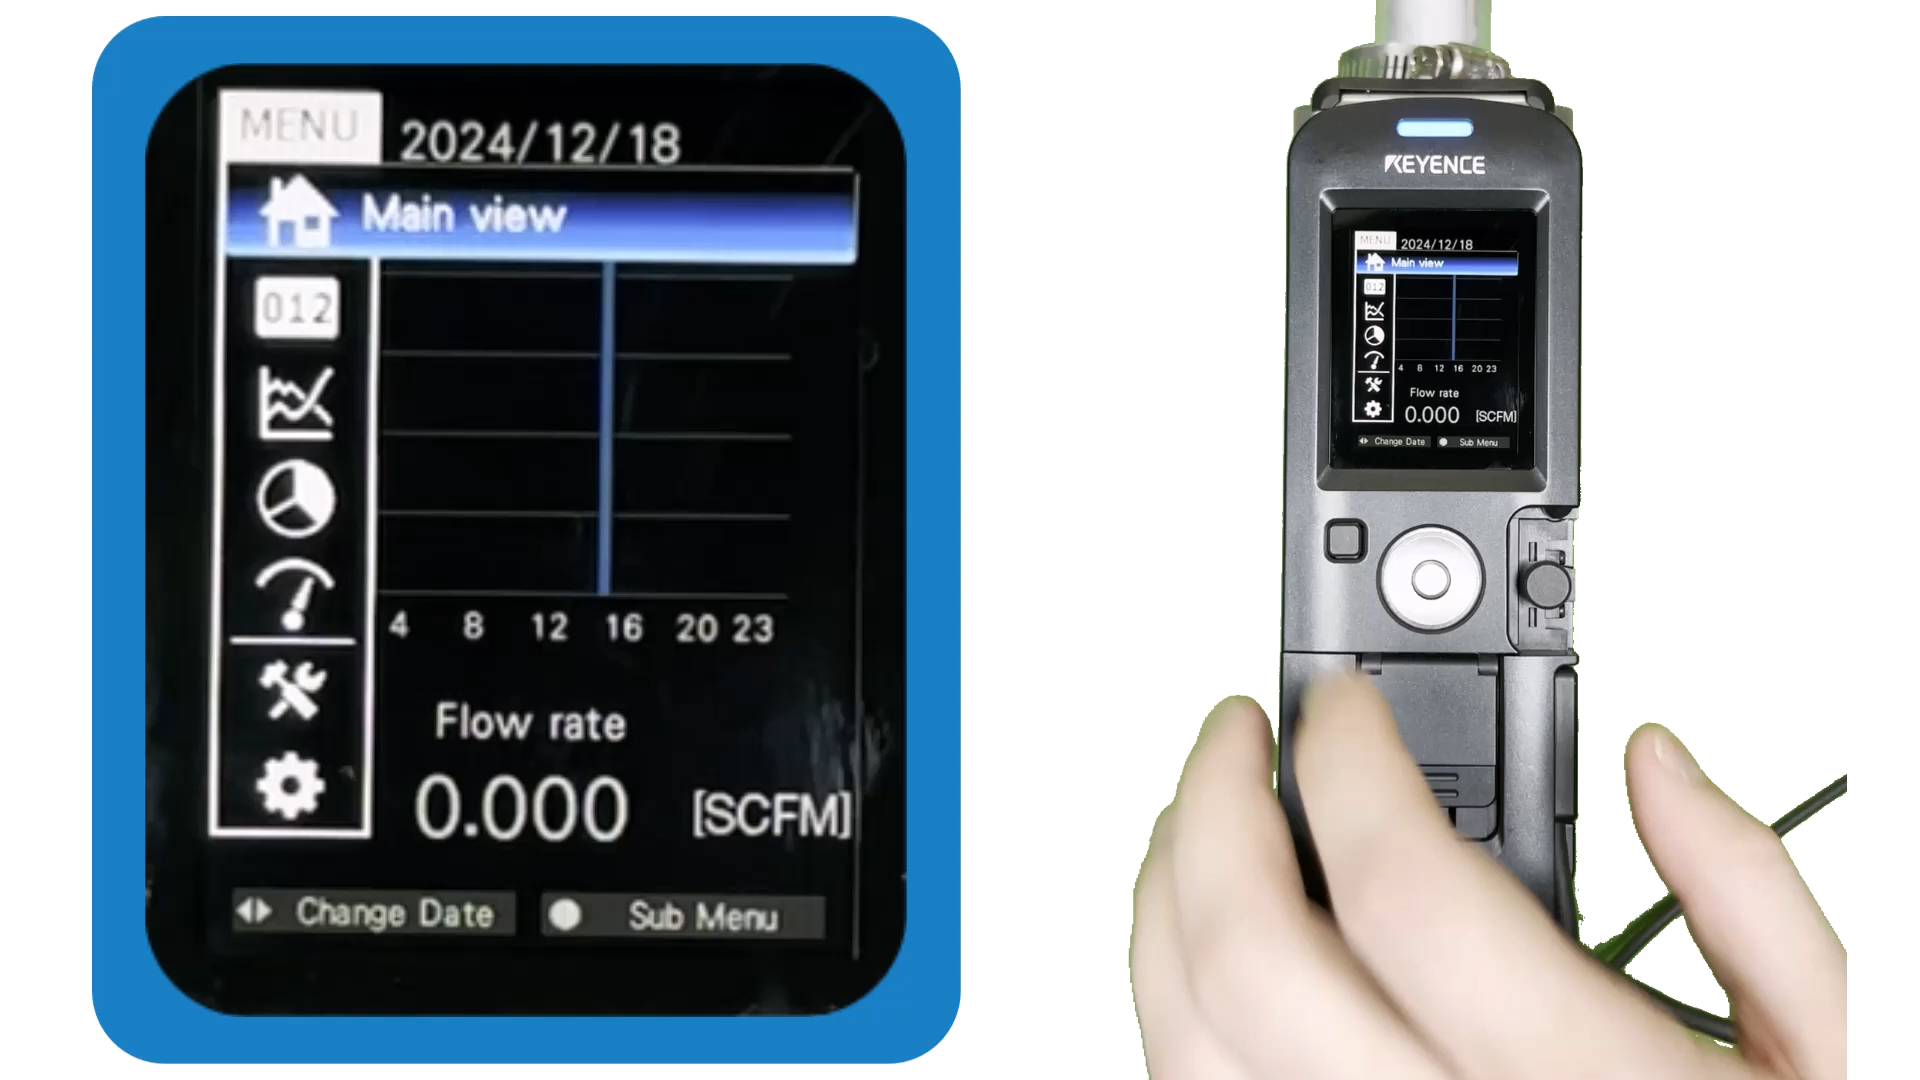 MENU 2024/12/18
Main view
012
4 8 12 16 20 23
Flow rate
0.000 [SCFM]
Change Date Sub Menu
KEYENCE
MENU 2024/12/18
Main view
012
4 8 12 16 20 23
Flow rate
0.000 [SCFM]
Change Date Sub Menu